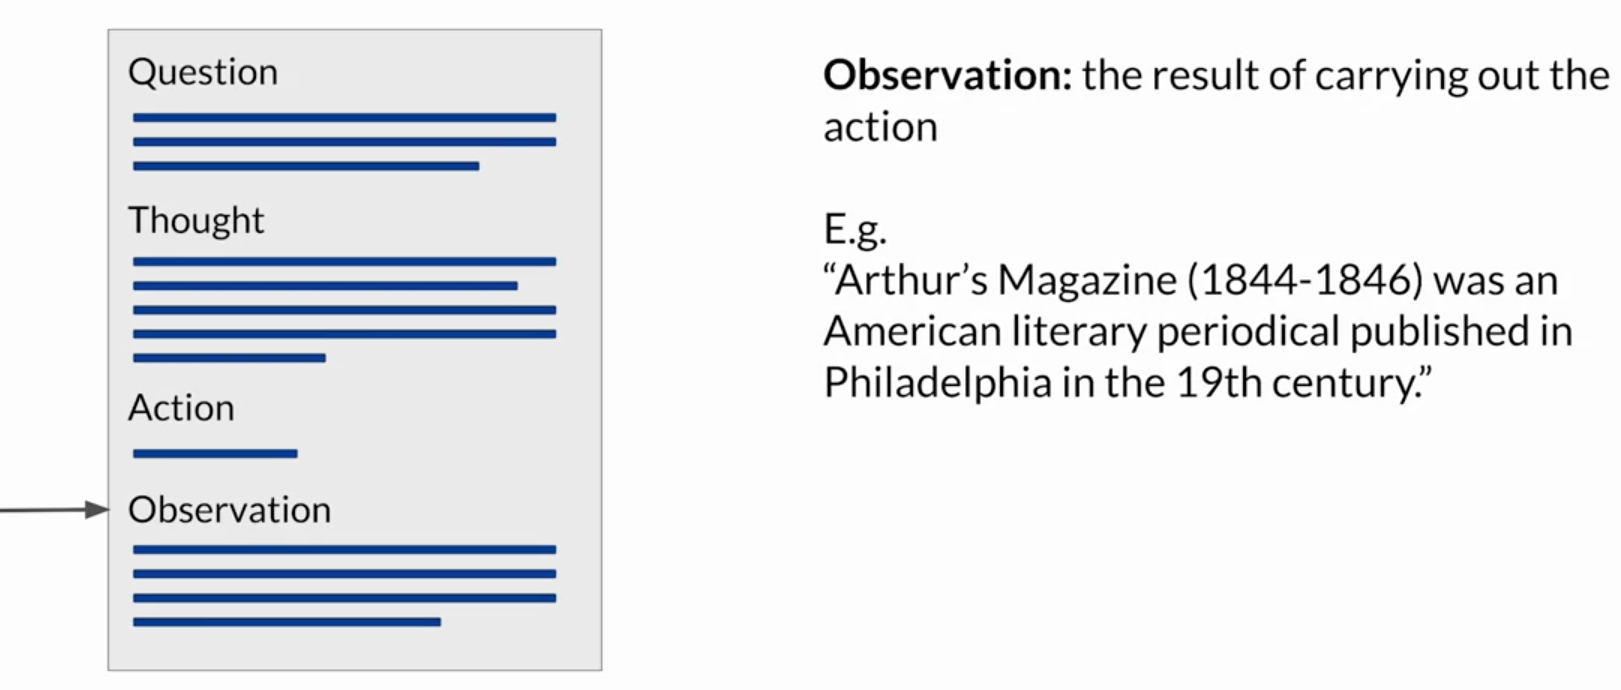 Question
Thought
Action
Observation
Observation: the result of carrying out the
action
E.g.
“Arthur’s Magazine (1844-1846) was an
American literary periodical published in
Philadelphia in the 19th century.”